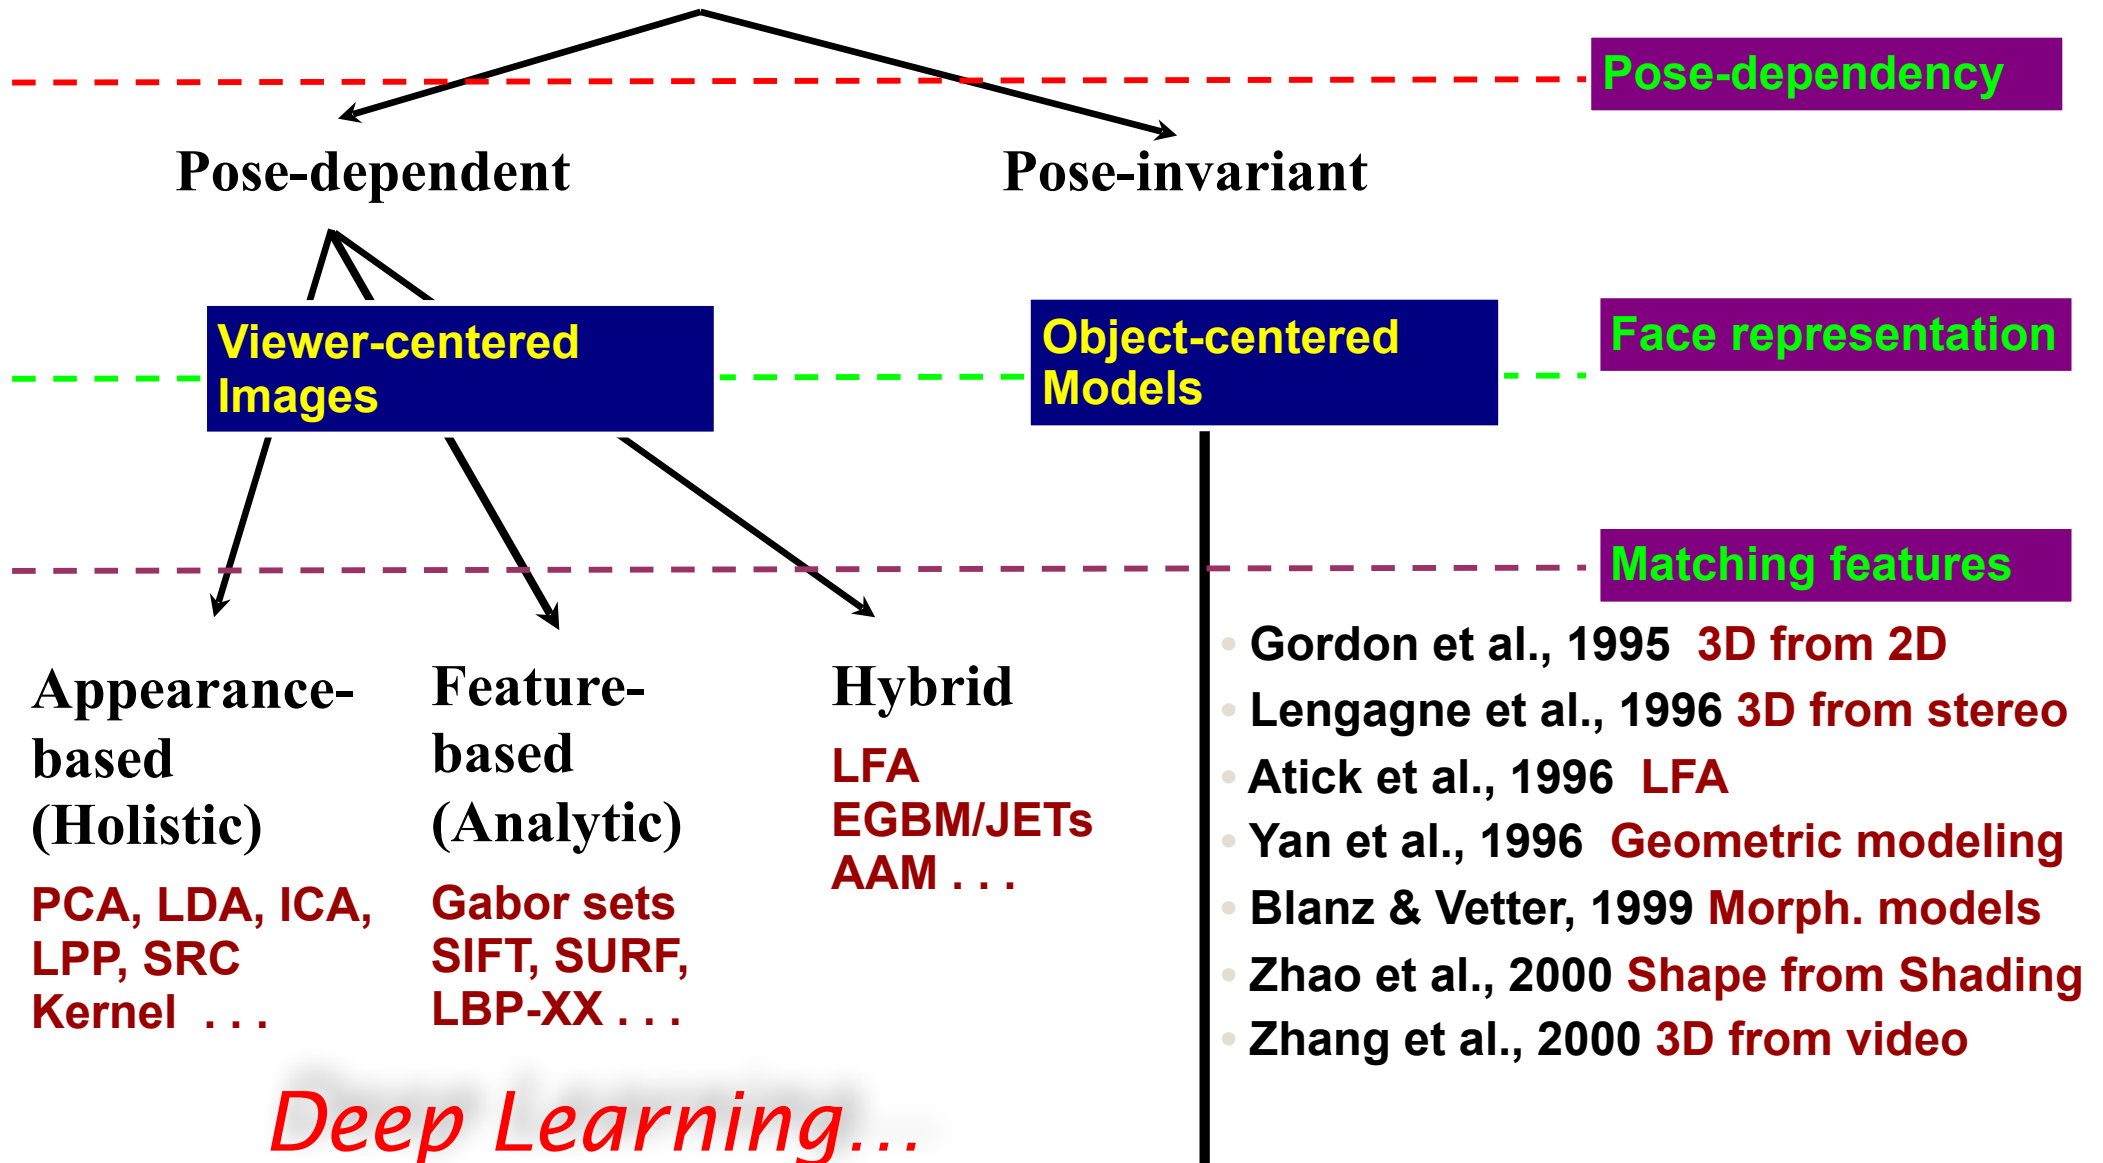 Pose-dependency
Pose-dependent
Pose-invariant
Viewer-centered
Images
Object-centered
Models
Face representation
Matching features
Appearance-
based
(Holistic)
PCA, LDA, ICA,
LPP, SRC
Kernel . . .
Feature-
based
(Analytic)
Gabor sets
SIFT, SURF,
LBP-XX . . .
Hybrid
LFA
EGBM/JETs
AAM . . .
• Gordon et al., 1995 3D from 2D
• Lengagne et al., 1996 3D from stereo
• Atick et al., 1996 LFA
• Yan et al., 1996 Geometric modeling
• Blanz & Vetter, 1999 Morph. models
• Zhao et al., 2000 Shape from Shading
• Zhang et al., 2000 3D from video
Deep Learning...